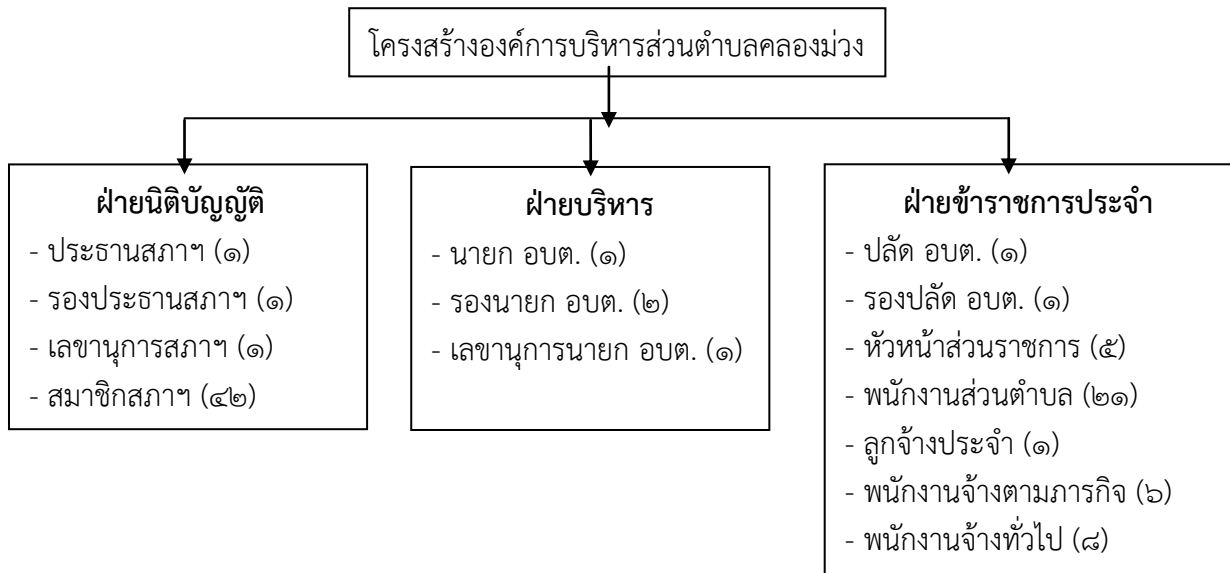 โครงสร้างองค์การบริหารส่วนตำบลคลองม่วง
ฝ่ายนิติบัญญัติ
- ประธานสภาฯ (๑)
- รองประธานสภาฯ (๑)
- เลขานุการสภาฯ (๑)
- สมาชิกสภาฯ (๔๒)
ฝ่ายบริหาร
- นายก อบต. (๑)
- รองนายก อบต. (๒)
- เลขานุการนายก อบต. (๑)
ฝ่ายข้าราชการประจำ
- ปลัด อบต. (๑)
- รองปลัด อบต. (๑)
- หัวหน้าส่วนราชการ (๕)
- พนักงานส่วนตำบล (๒๑)
- ลูกจ้างประจำ (๑)
- พนักงานจ้างตามภารกิจ (๖)
- พนักงานจ้างทั่วไป (๘)